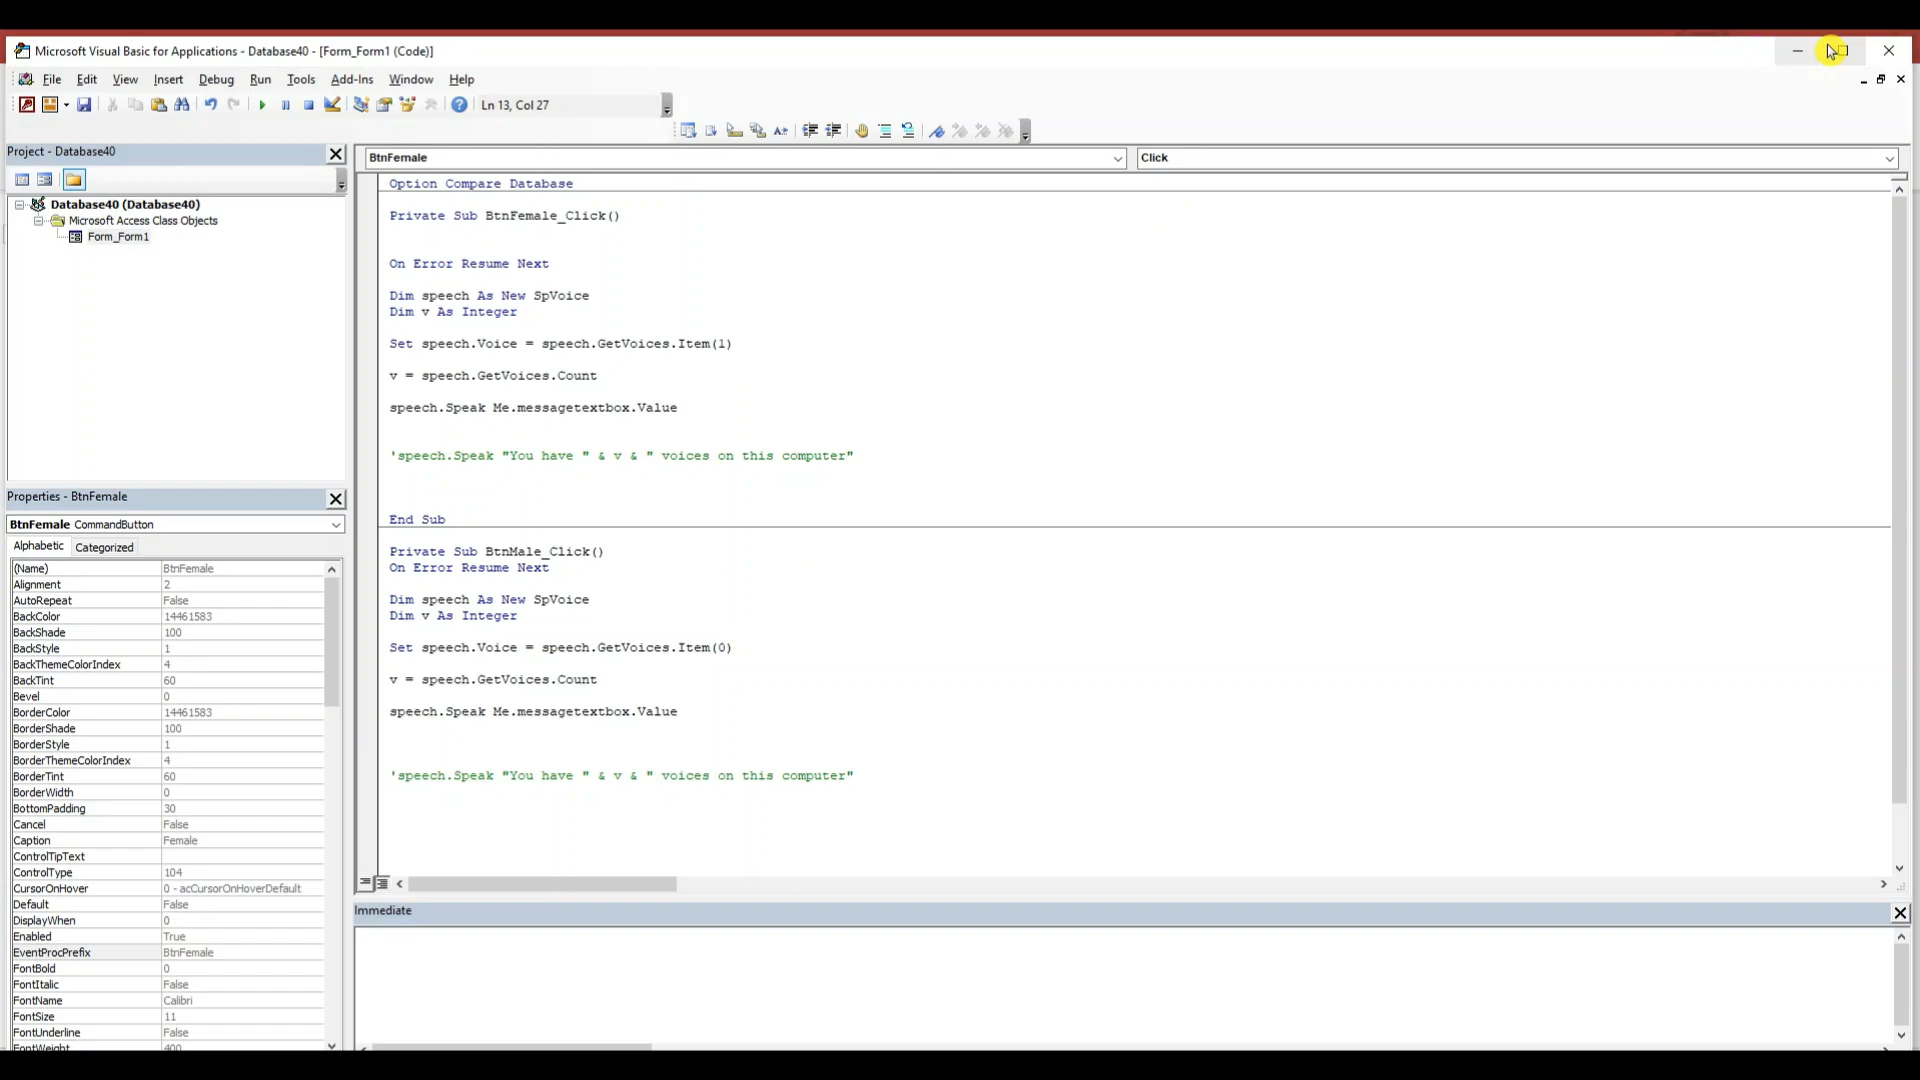 Microsoft Visual Basic for Applications - Database40 - [Form_Form1 (Code)]
File Edit View Insert Debug Run Tools Add-Ins Window Help
Ln 13, Col 27
Project - Database40
Database40 (Database40)
Microsoft Access Class Objects
Form_Form1
BtnFemale Click
Option Compare Database
Private Sub BtnFemale_Click()
On Error Resume Next
Dim speech As New SpVoice
Dim v As Integer
Set speech.Voice = speech.GetVoices.Item(1)
v = speech.GetVoices.Count
speech.Speak Me.messagetextbox.Value
'speech.Speak "You have " & v & " voices on this computer"
End Sub
Private Sub BtnMale_Click()
On Error Resume Next
Dim speech As New SpVoice
Dim v As Integer
Set speech.Voice = speech.GetVoices.Item(0)
v = speech.GetVoices.Count
speech.Speak Me.messagetextbox.Value
'speech.Speak "You have " & v & " voices on this computer"
Properties - BtnFemale
BtnFemale CommandButton
Alphabetic Categorized
(Name) BtnFemale
Alignment 2
AutoRepeat False
BackColor 14461583
BackShade 100
BackStyle 1
BackThemeColorIndex 4
BackTint 60
Bevel 0
BorderColor 14461583
BorderShade 100
BorderStyle 1
BorderThemeColorIndex 4
BorderTint 60
BorderWidth 0
BottomPadding 30
Cancel False
Caption Female
ControlTipText
ControlType 104
CursorOnHover 0 - acCursorOnHoverDefault
Default False
DisplayWhen 0
Enabled True
EventProcPrefix BtnFemale
FontBold 0
FontItalic False
FontName Calibri
FontSize 11
FontUnderline False
FontWeight 400
Immediate